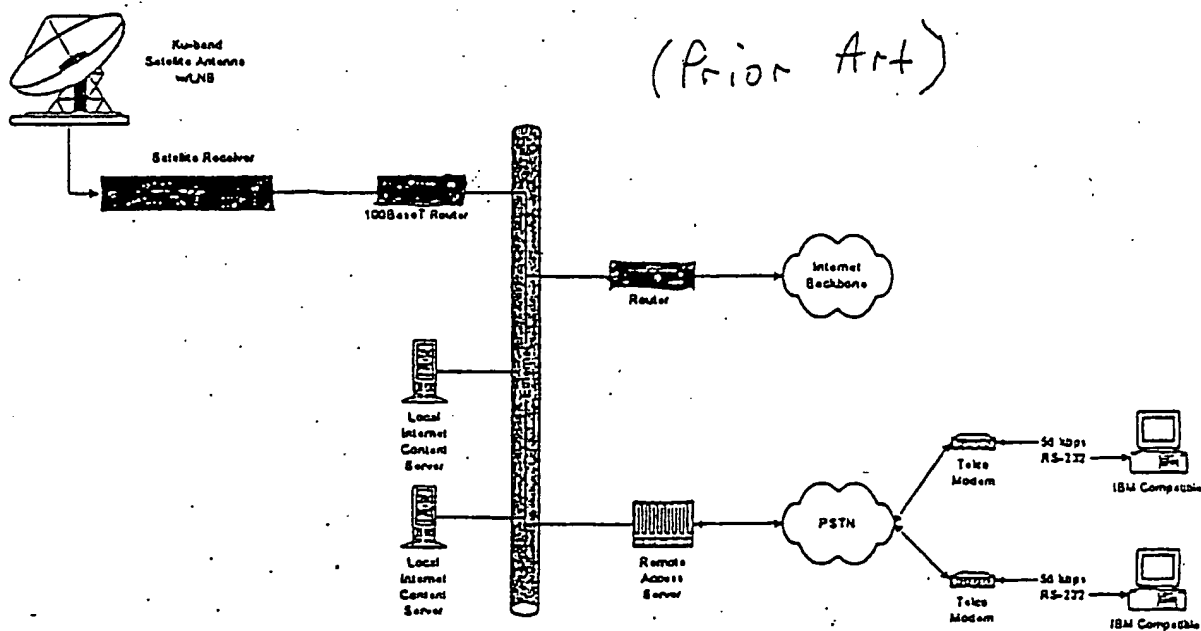 (Prior Art)
Ku-band
Satellite Antenna
w/LNB
Satellite Receiver
100BaseT Router
Router
Internet
Backbone
Local
Internet
Content
Server
Local
Internet
Content
Server
Remote
Access
Server
PSTN
Telco
Modem
56 kbps
RS-232
IBM Compatible
Telco
Modem
56 kbps
RS-232
IBM Compatible